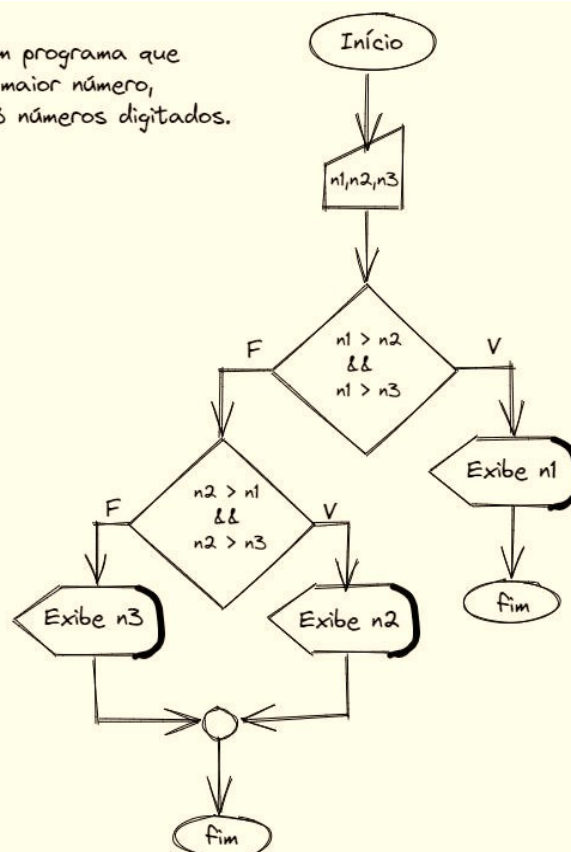 m programa que
maior número,
números digitados.
Início
n1,n2,n3
n1 > n2
&&
n1 > n3
F
V
Exibe n1
fim
n2 > n1
&&
n2 > n3
F
V
Exibe n3
Exibe n2
fim